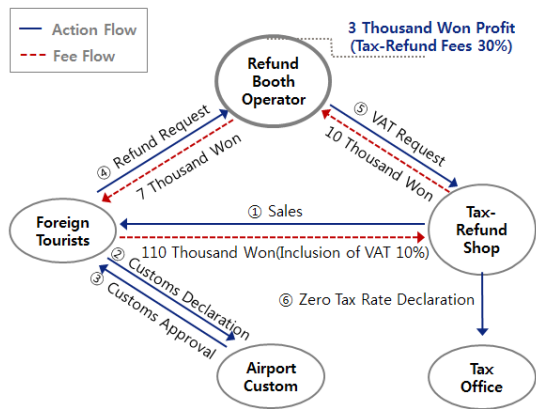 Action Flow
Fee Flow
3 Thousand Won Profit
(Tax-Refund Fees 30%)
Refund
Booth
Operator
④ Refund Request
7 Thousand Won
⑤ VAT Request
10 Thousand Won
Foreign
Tourists
① Sales
110 Thousand Won(Inclusion of VAT 10%)
Tax-
Refund
Shop
② Customs Declaration
③ Customs Approval
⑥ Zero Tax Rate Declaration
Airport
Custom
Tax
Office